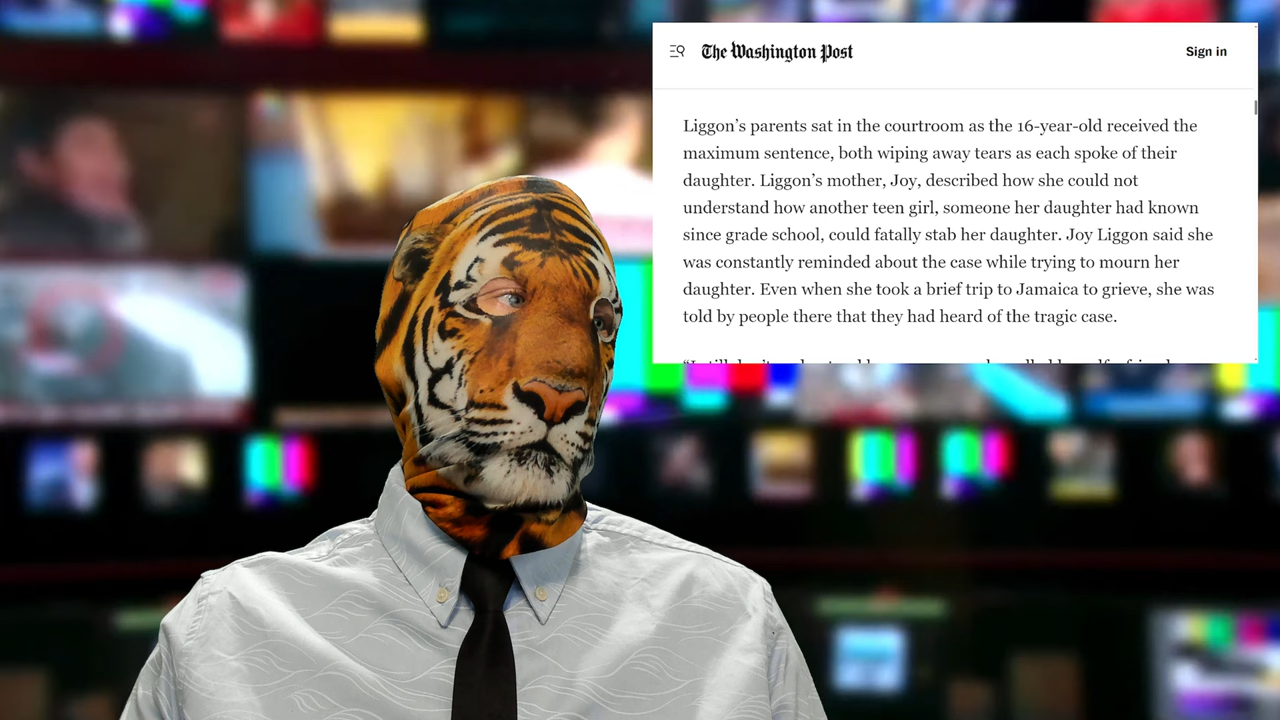 The Washington Post
Sign in
Liggon’s parents sat in the courtroom as the 16-year-old received the
maximum sentence, both wiping away tears as each spoke of their
daughter. Liggon’s mother, Joy, described how she could not
understand how another teen girl, someone her daughter had known
since grade school, could fatally stab her daughter. Joy Liggon said she
was constantly reminded about the case while trying to mourn her
daughter. Even when she took a brief trip to Jamaica to grieve, she was
told by people there that they had heard of the tragic case.